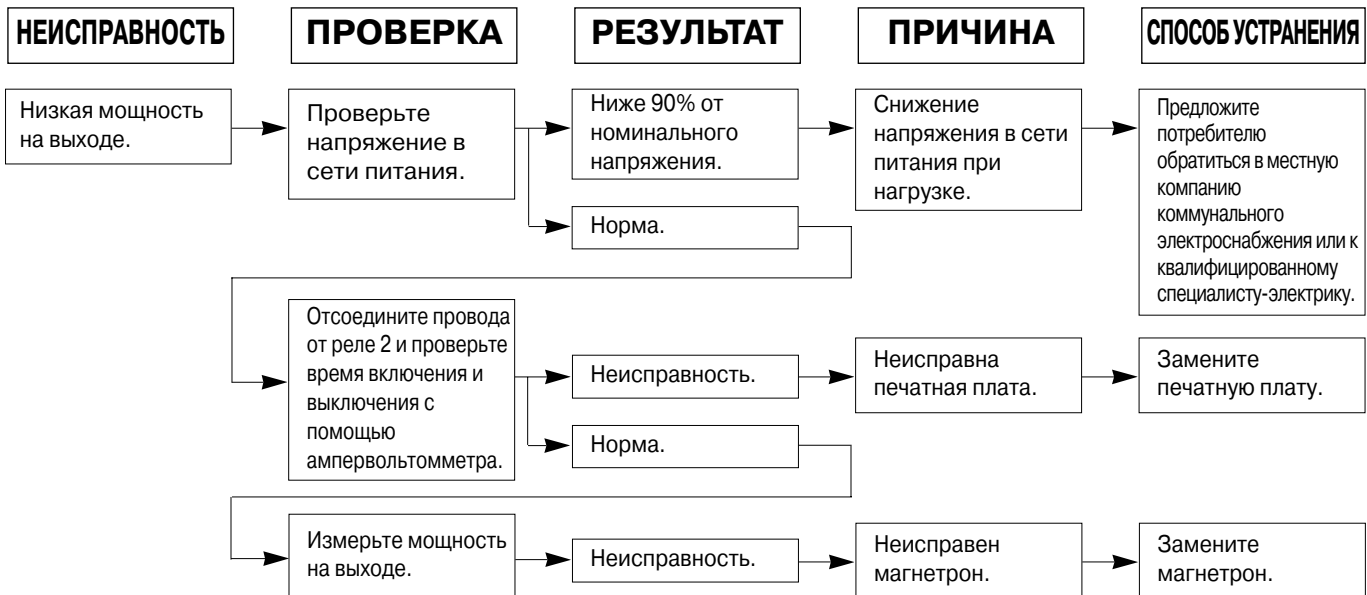 НЕИСПРАВНОСТЬ
ПРОВЕРКА
РЕЗУЛЬТАТ
ПРИЧИНА
СПОСОБ УСТРАНЕНИЯ
Низкая мощность
на выходе.
Проверьте
напряжение в
сети питания.
Ниже 90% от
номинального
напряжения.
Снижение
напряжения в сети
питания при
нагрузке.
Предложите
потребителю
обратиться в местную
компанию
коммунального
электроснабжения или к
квалифицированному
специалисту-электрику.
Норма.
Отсоедините провода
от реле 2 и проверьте
время включения и
выключения с
помощью
ампервольтомметра.
Неисправность.
Неисправна
печатная плата.
Замените
печатную плату.
Норма.
Измерьте мощность
на выходе.
Неисправность.
Неисправен
магнетрон.
Замените
магнетрон.